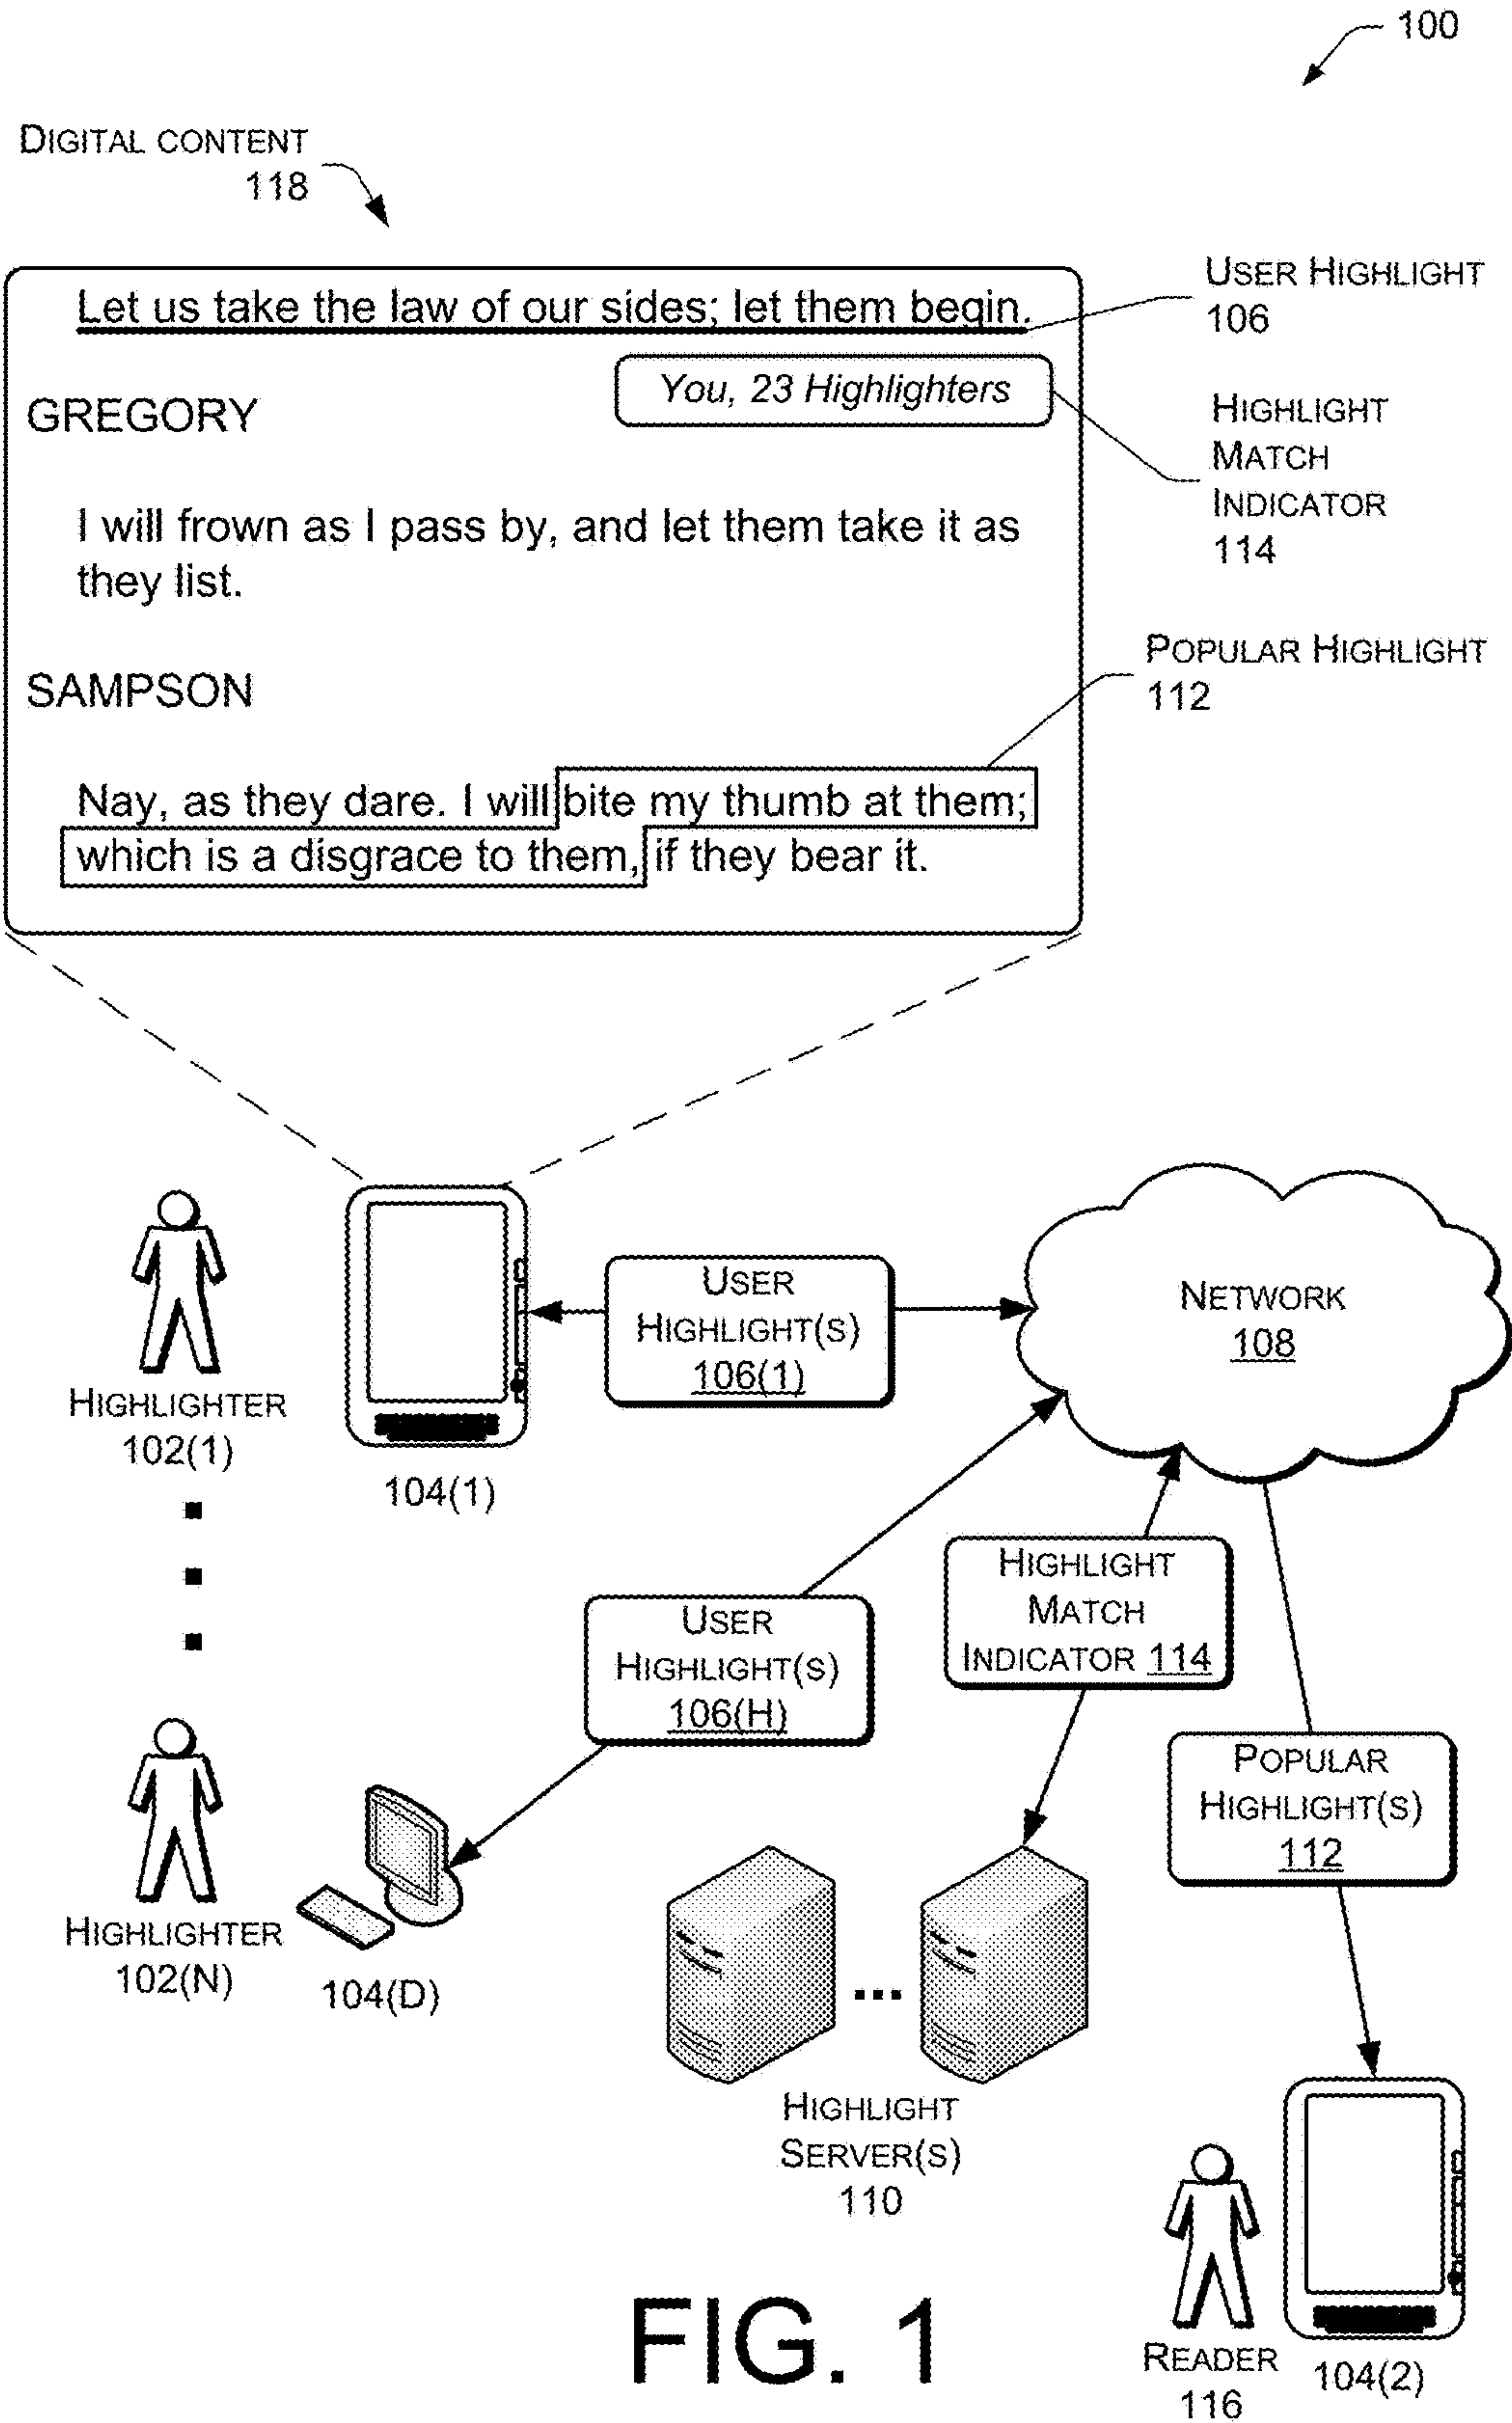 100
DIGITAL CONTENT
118
Let us take the law of our sides; let them begin.
USER HIGHLIGHT
106
You, 23 Highlighters
GREGORY
HIGHLIGHT
MATCH
INDICATOR
114
I will frown as I pass by, and let them take it as
they list.
POPULAR HIGHLIGHT
112
SAMPSON
Nay, as they dare. I will bite my thumb at them;
which is a disgrace to them, if they bear it.
USER
HIGHLIGHT(S)
106(1)
NETWORK
108
HIGHLIGHTER
102(1)
104(1)
HIGHLIGHT
MATCH
INDICATOR 114
USER
HIGHLIGHT(S)
106(H)
POPULAR
HIGHLIGHT(S)
112
HIGHLIGHTER
102(N)
104(D)
...
HIGHLIGHT
SERVER(S)
110
READER
116
104(2)
FIG. 1